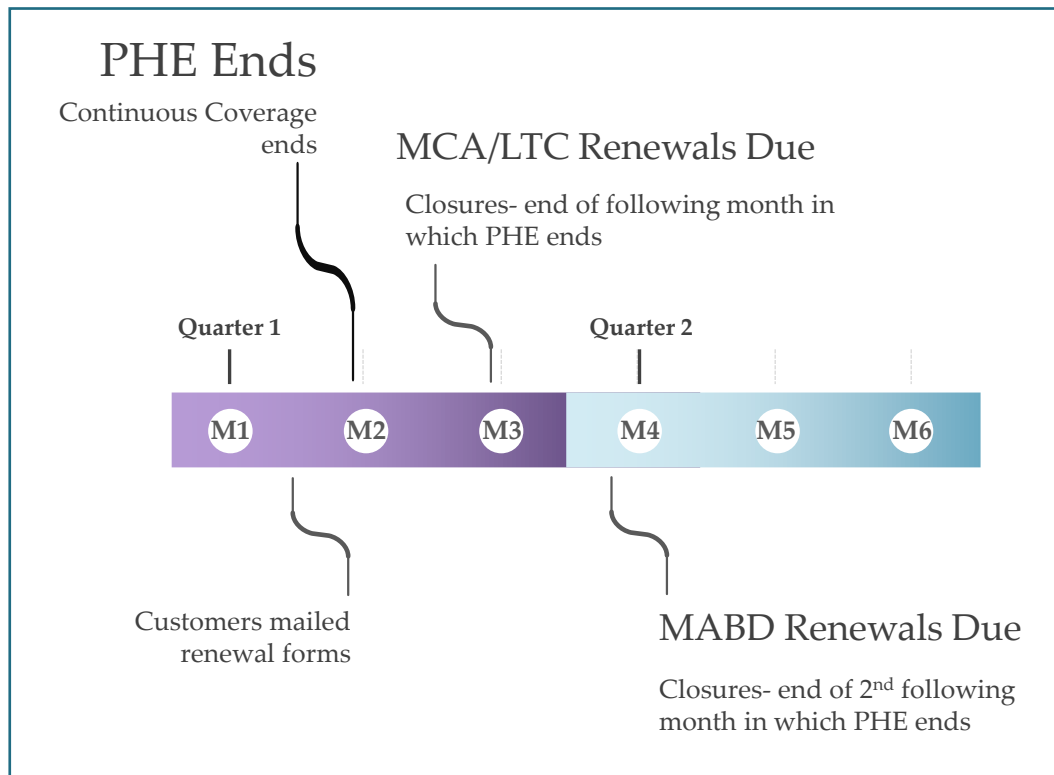 PHE Ends
Continuous Coverage
ends
MCA/LTC Renewals Due
Closures- end of following month in
which PHE ends
Quarter 1
Quarter 2
M1
M2
M3
M4
M5
M6
Customers mailed
renewal forms
MABD Renewals Due
Closures- end of 2nd following
month in which PHE ends